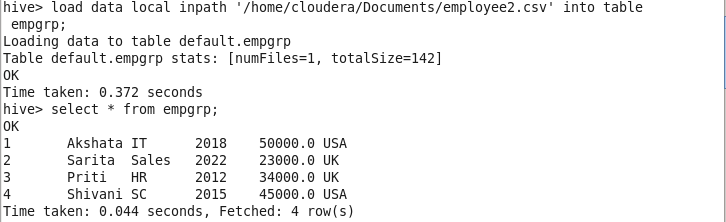 hive> load data local inpath '/home/cloudera/Documents/employee2.csv' into table
 empgrp;
Loading data to table default.empgrp
Table default.empgrp stats: [numFiles=1, totalSize=142]
OK
Time taken: 0.372 seconds
hive> select * from empgrp;
OK
1       Akshata IT      2018    50000.0 USA
2       Sarita  Sales   2022    23000.0 UK
3       Priti   HR      2012    34000.0 UK
4       Shivani SC      2015    45000.0 USA
Time taken: 0.044 seconds, Fetched: 4 row(s)